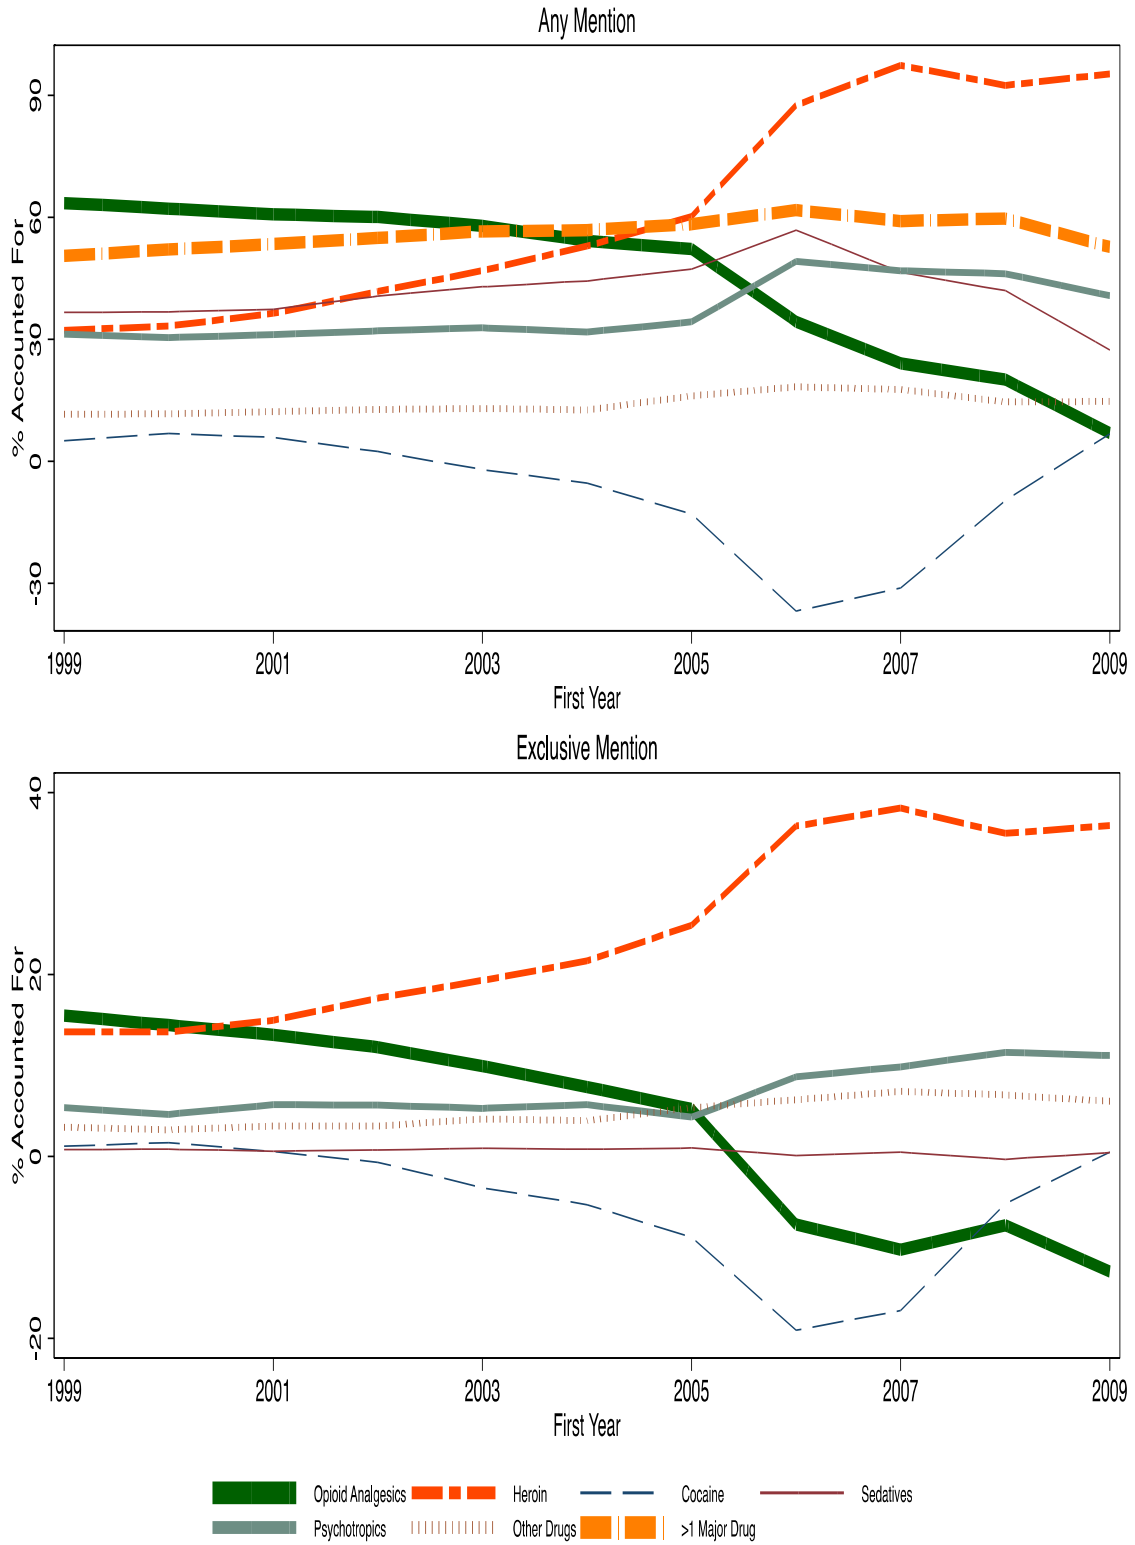 Any Mention
% Accounted For
90
60
30
0
-30
1999 2001 2003 2005 2007 2009
First Year
Exclusive Mention
% Accounted For
40
20
0
-20
1999 2001 2003 2005 2007 2009
First Year
Opioid Analgesics Heroin Cocaine Sedatives
Psychotropics Other Drugs >1 Major Drug